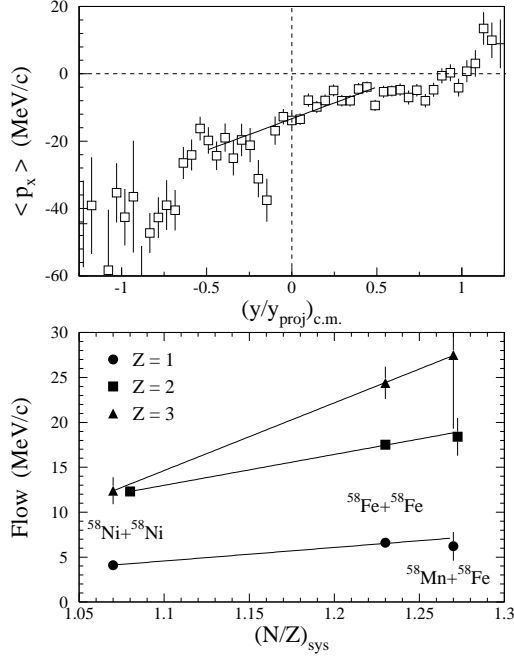 20
0
-20
-40
-60
< pₓ > (MeV/c)
-1 -0.5 0 0.5 1
(y/y_proj)_c.m.
30
25
20
15
10
5
0
Flow (MeV/c)
Z = 1
Z = 2
Z = 3
⁵⁸Fe+⁵⁸Fe
⁵⁸Ni+⁵⁸Ni
⁵⁸Mn+⁵⁸Fe
1.05 1.1 1.15 1.2 1.25 1.3
(N/Z)_sys